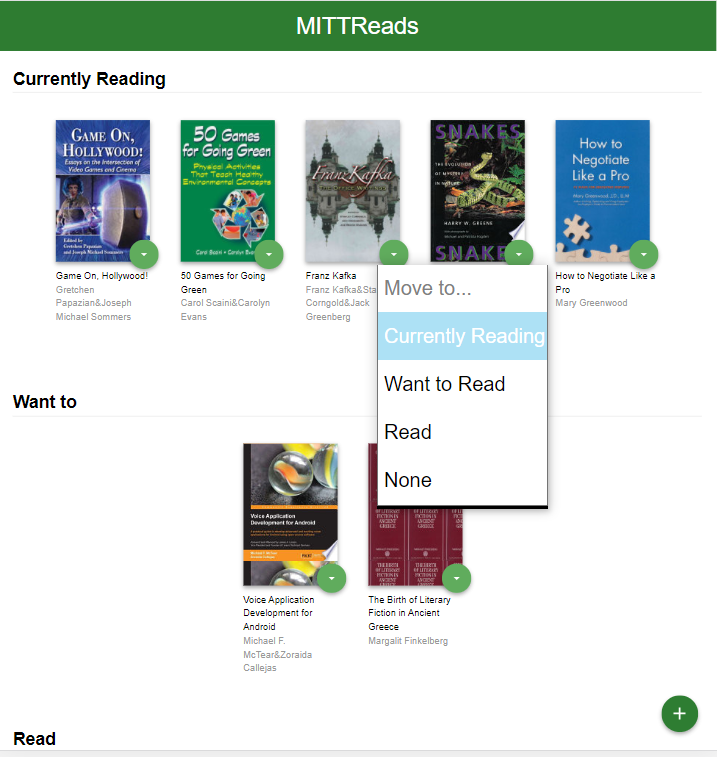 MITTReads
Currently Reading
GAME ON,
HOLLYWOOD!
Essays on the Intersection of
Video Games and Cinema
Edited by
Gretchen Papazian
and Joseph Michael Sommers
50 Games
for Going Green
Physical Activities
That Teach Healthy
Environmental Concepts
Carol Scaini • Carolyn Evans
Franz Kafka
SNAKES
THE EVOLUTION
OF MYSTERY
IN NATURE
HARRY W. GREENE
SNAKES
How to
Negotiate
Like a Pro
Mary Greenwood, J.D., LL.M.
Game On, Hollywood!
Gretchen
Papazian&Joseph
Michael Sommers
50 Games for Going
Green
Carol Scaini&Carolyn
Evans
Franz Kafka
Franz Kafka&Sta
Corngold&Jack
Greenberg
How to Negotiate Like a
Pro
Mary Greenwood
Move to...
Currently Reading
Want to Read
Read
None
Want to
Voice Application
Development for Android
OF LITERARY
FICTION IN
ANCIENT
GREECE
Voice Application
Development for
Android
Michael F.
McTear&Zoraida
Callejas
The Birth of Literary
Fiction in Ancient
Greece
Margalit Finkelberg
+
Read